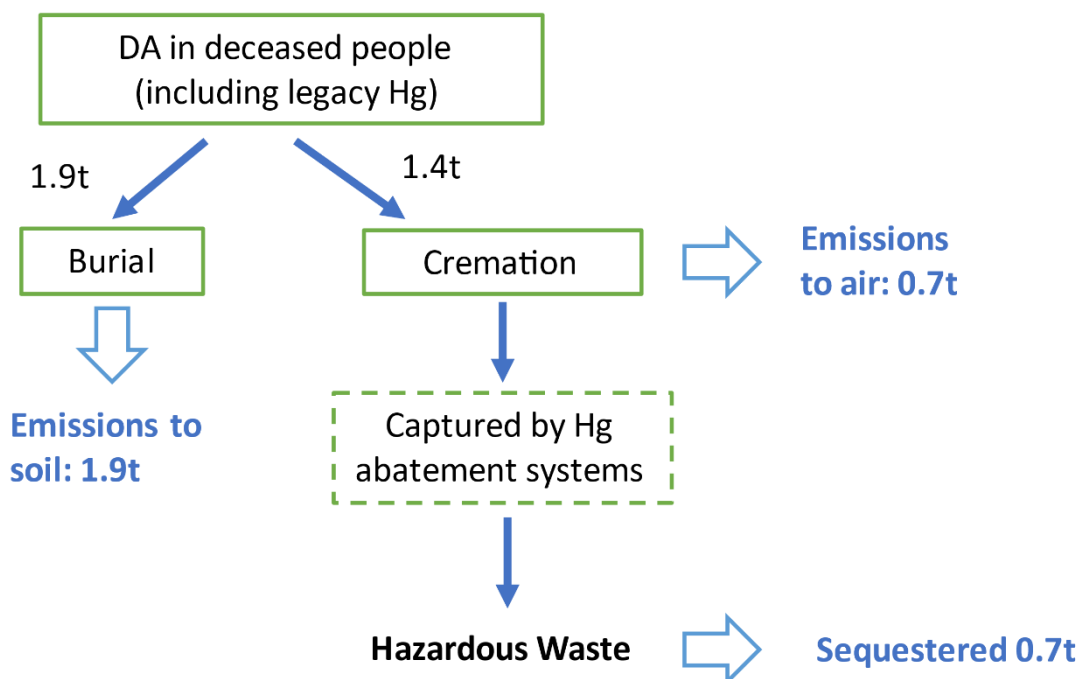 DA in deceased people
(including legacy Hg)
1.9t
1.4t
Burial
Cremation
Emissions
to air: 0.7t
Emissions to
soil: 1.9t
Captured by Hg
abatement systems
Hazardous Waste
Sequestered 0.7t